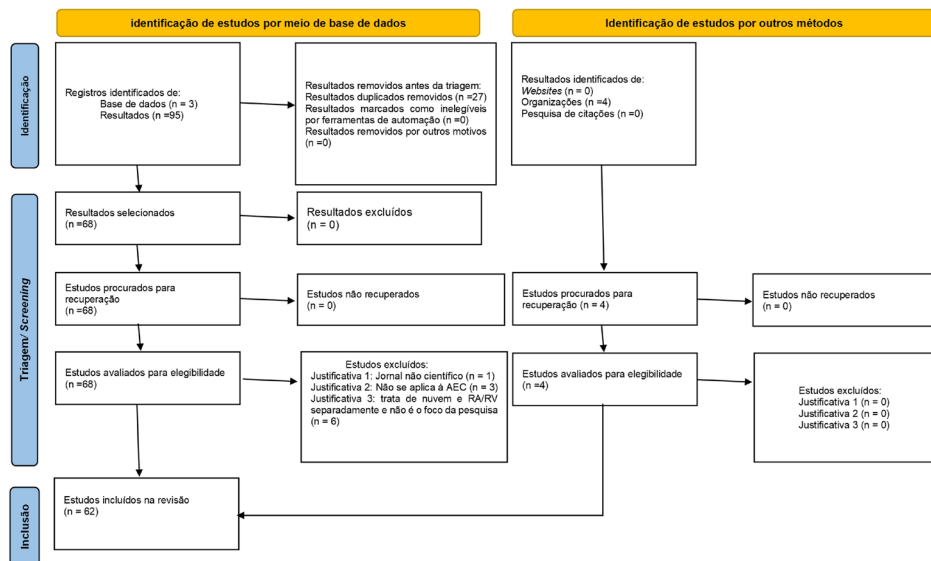 identificação de estudos por meio de base de dados
Identificação de estudos por outros métodos
Identificação
Registros identificados de:
Base de dados (n = 3)
Resultados (n =95)
Resultados removidos antes da triagem:
Resultados duplicados removidos (n =27)
Resultados marcados como inelegíveis
por ferramentas de automação (n =0)
Resultados removidos por outros motivos
(n =0)
Resultados identificados de:
Websites (n = 0)
Organizações (n =4)
Pesquisa de citações (n =0)
Triagem/ Screening
Resultados selecionados
(n =68)
Resultados excluídos
(n = 0)
Estudos procurados para
recuperação
(n =68)
Estudos não recuperados
(n = 0)
Estudos procurados para
recuperação (n = 4)
Estudos não recuperados
(n = 0)
Estudos avaliados para elegibilidade
(n =68)
Estudos excluídos:
Justificativa 1: Jornal não científico (n = 1)
Justificativa 2: Não se aplica à AEC (n = 3)
Justificativa 3: trata de nuvem e RA/RV
separadamente e não é o foco da pesquisa
(n = 6)
Estudos avaliados para elegibilidade
(n =4)
Estudos excluídos:
Justificativa 1 (n = 0)
Justificativa 2 (n = 0)
Justificativa 3 (n = 0)
Inclusão
Estudos incluídos na revisão
(n = 62)